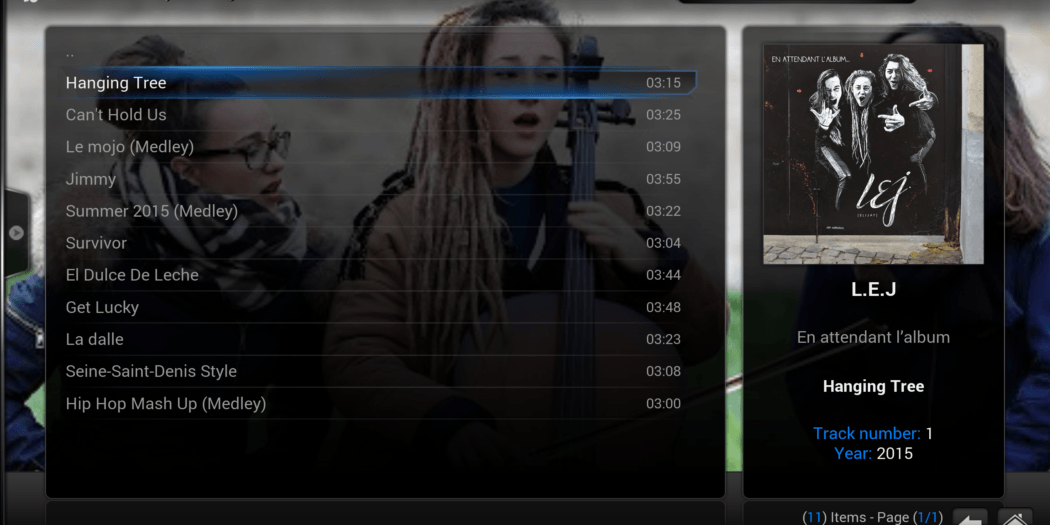 ..
Hanging Tree 03:15
Can't Hold Us 03:25
Le mojo (Medley) 03:09
Jimmy 03:55
Summer 2015 (Medley) 03:22
Survivor 03:04
El Dulce De Leche 03:44
Get Lucky 03:48
La dalle 03:23
Seine-Saint-Denis Style 03:08
Hip Hop Mash Up (Medley) 03:00
EN ATTENDANT L'ALBUM...
LEJ
L.E.J
En attendant l’album
Hanging Tree
Track number: 1
Year: 2015
(11) Items - Page (1/1)